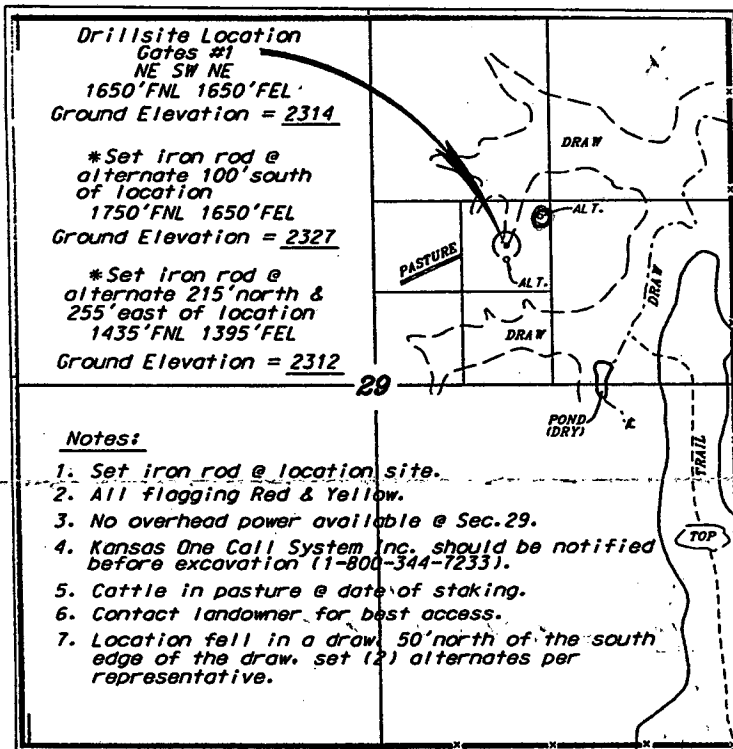 Drillsite Location
Gates #1
NE SW NE
1650'FNL 1650'FEL
Ground Elevation = 2314
*Set iron rod @
alternate 100'south
of location
1750'FNL 1650'FEL
Ground Elevation = 2327
*Set iron rod @
alternate 215'north &
255'east of location
1435'FNL 1395'FEL
Ground Elevation = 2312
DRAW
ALT.
PASTURE
ALT.
DRAW
DRAW
29
POND
(DRY)
TRAIL
TOP
Notes:
1. Set iron rod @ location site.
2. All flagging Red & Yellow.
3. No overhead power available @ Sec.29.
4. Kansas One Call System Inc. should be notified
before excavation (1-800-344-7233).
5. Cattle in pasture @ date of staking.
6. Contact landowner for best access.
7. Location fell in a draw, 50'north of the south
edge of the draw. set (2) alternates per
representative.